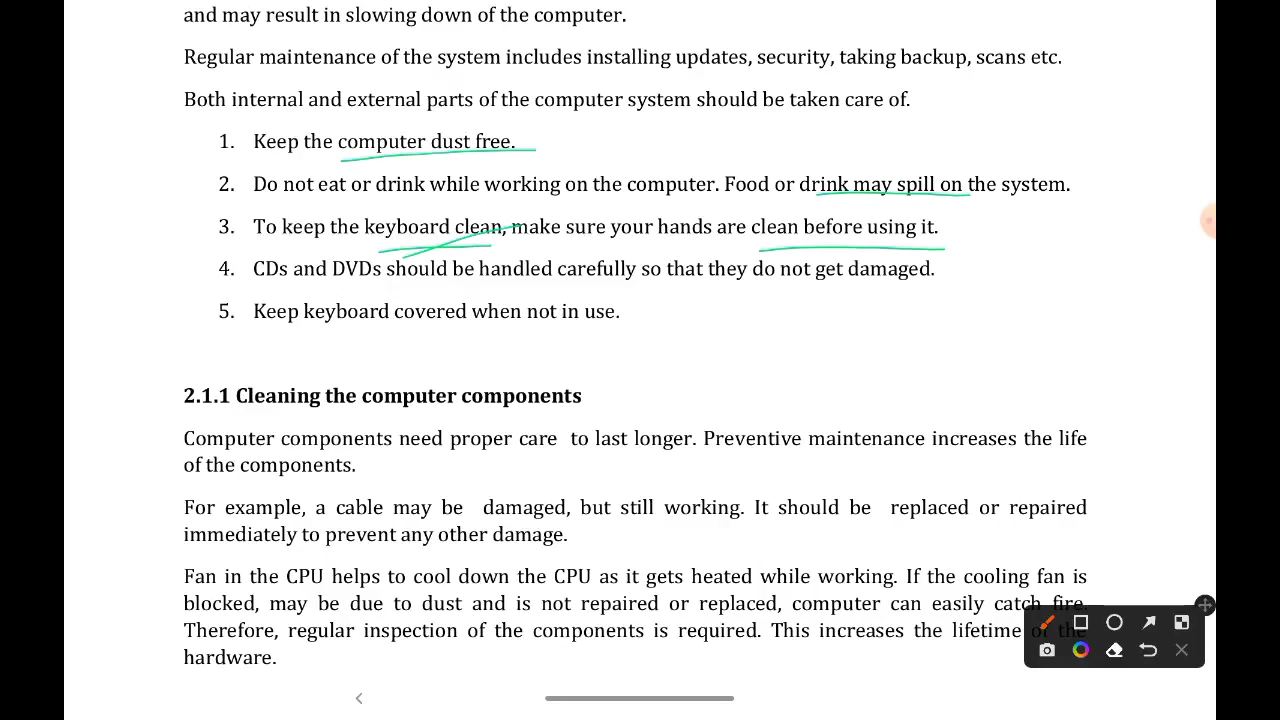 and may result in slowing down of the computer.
Regular maintenance of the system includes installing updates, security, taking backup, scans etc.
Both internal and external parts of the computer system should be taken care of.
1. Keep the computer dust free.
2. Do not eat or drink while working on the computer. Food or drink may spill on the system.
3. To keep the keyboard clean, make sure your hands are clean before using it.
4. CDs and DVDs should be handled carefully so that they do not get damaged.
5. Keep keyboard covered when not in use.
2.1.1 Cleaning the computer components
Computer components need proper care to last longer. Preventive maintenance increases the life
of the components.
For example, a cable may be damaged, but still working. It should be replaced or repaired
immediately to prevent any other damage.
Fan in the CPU helps to cool down the CPU as it gets heated while working. If the cooling fan is
blocked, may be due to dust and is not repaired or replaced, computer can easily catch fire.
Therefore, regular inspection of the components is required. This increases the lifetime of the
hardware.